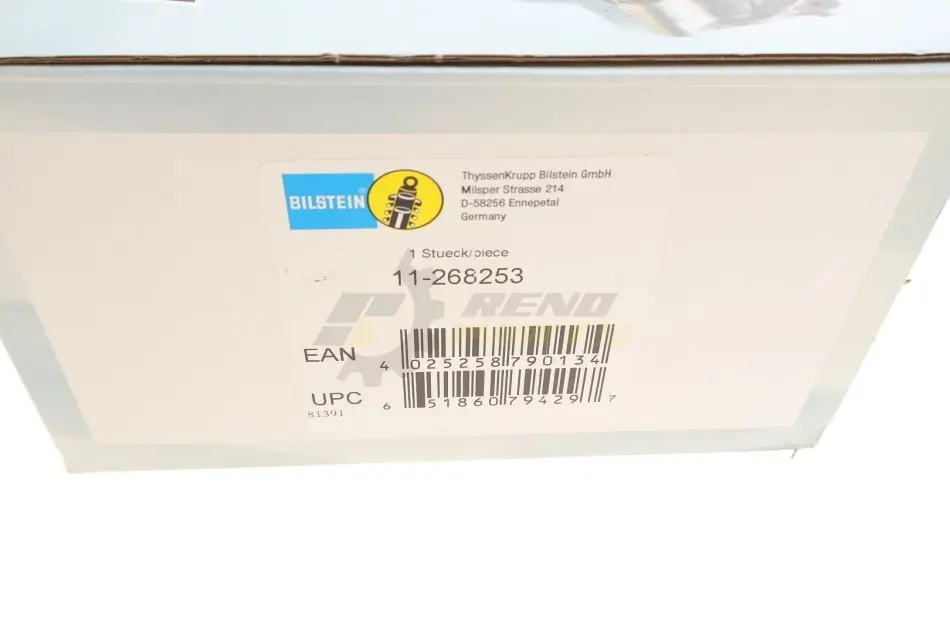 BILSTEIN®
ThyssenKrupp Bilstein GmbH
Milsper Strasse 214
D-58256 Ennepetal
Germany
1 Stueck/piece
11-268253
RENO
EAN
4 025258 790134
UPC
6 51860 79429 7
81391